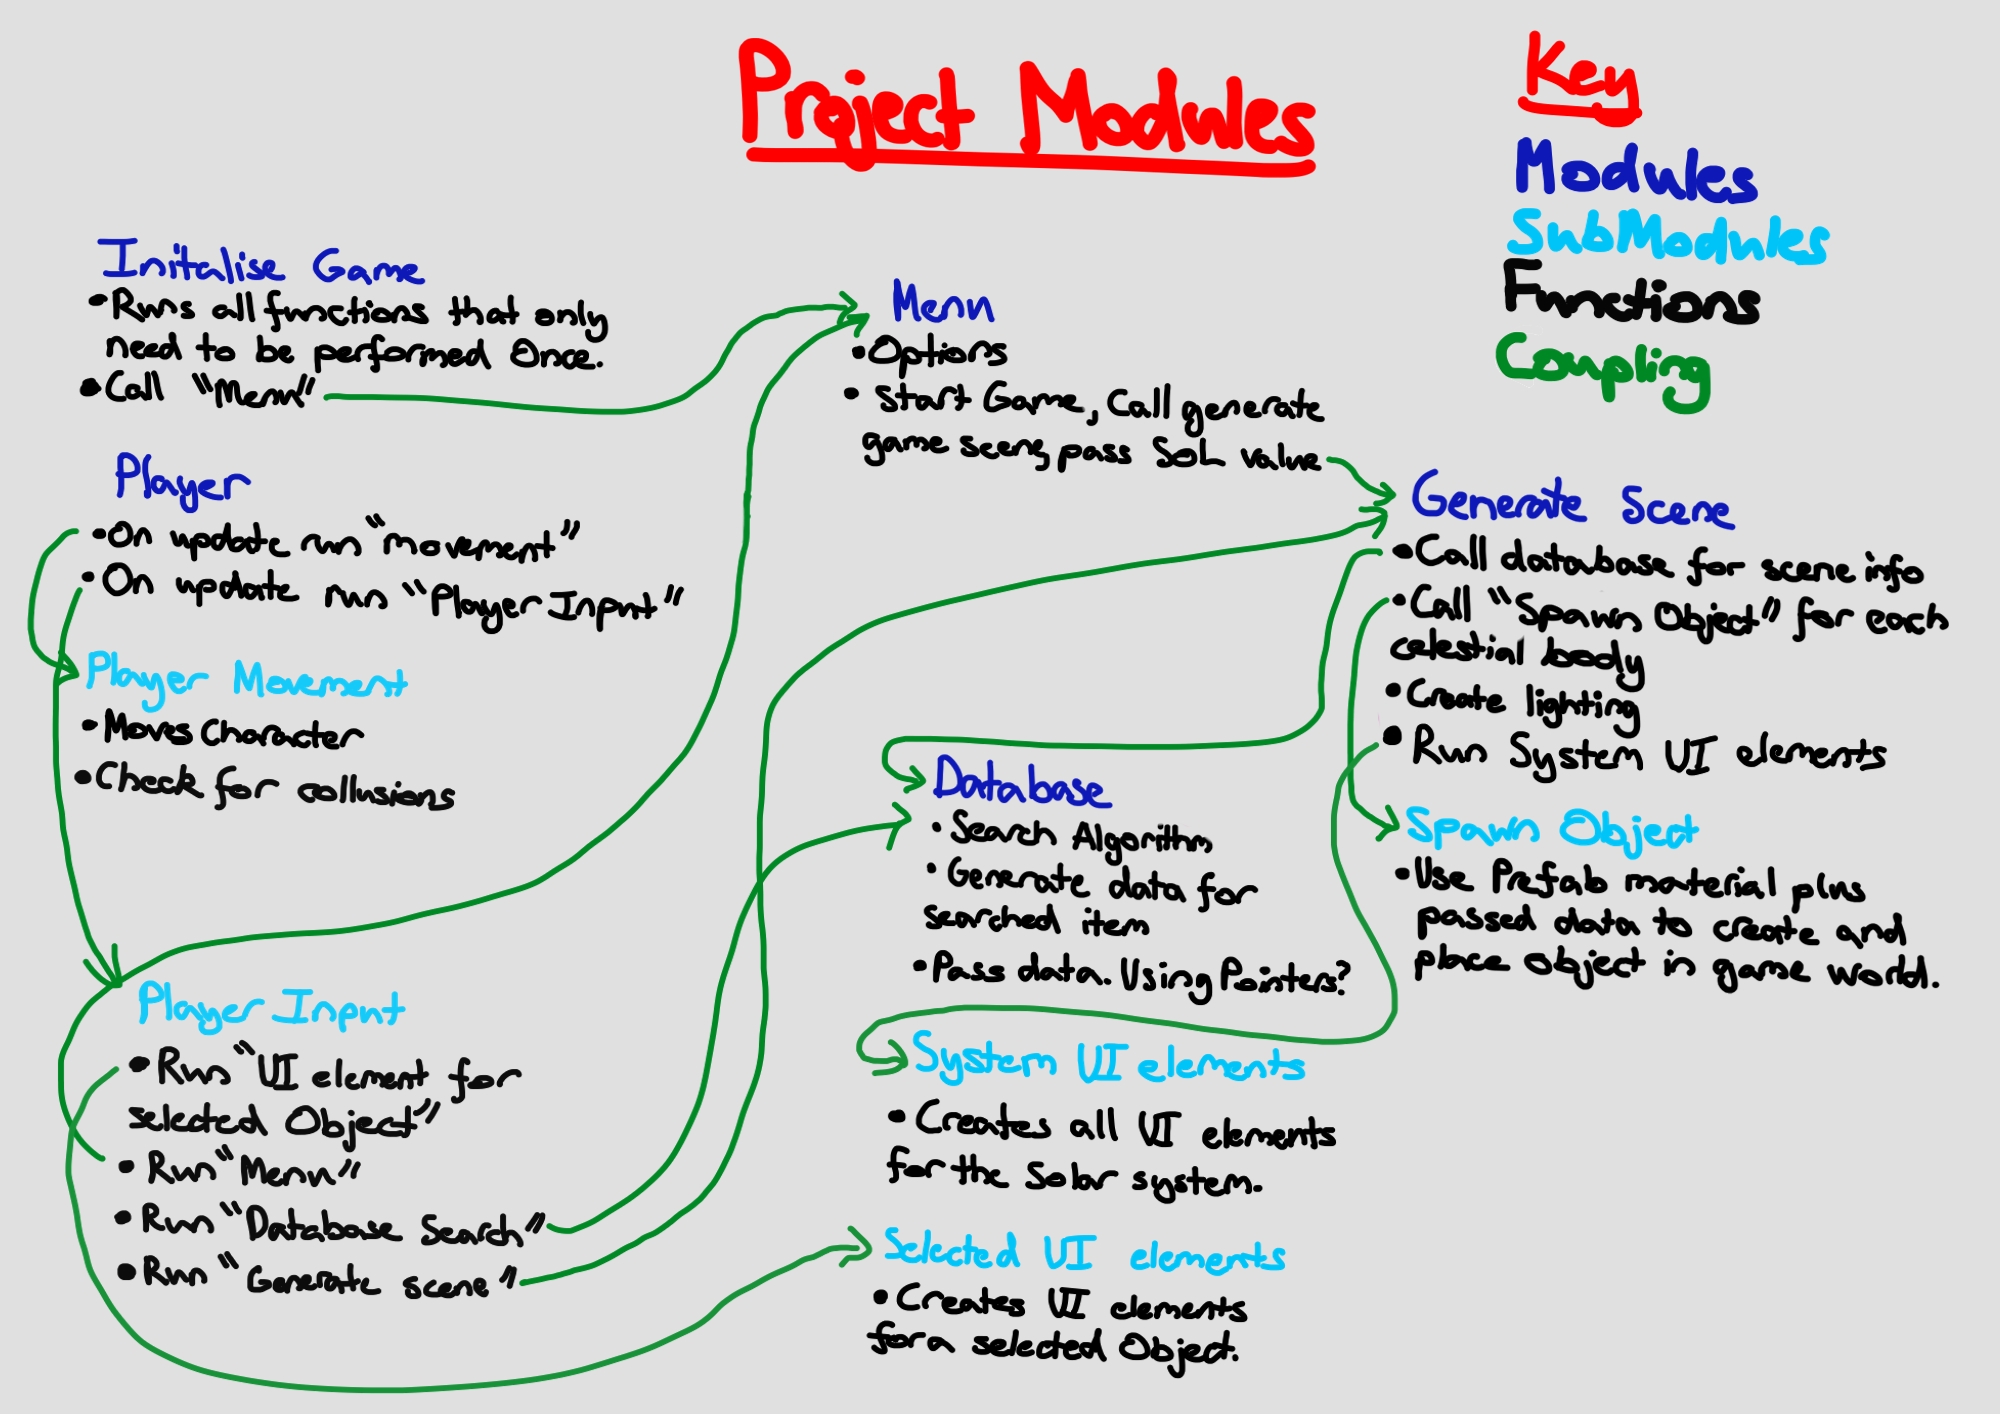 Project Modules
Key
Modules
SubModules
Functions
Coupling
Initalise Game
•Runs all functions that only
need to be performed Once.
•Call "Menu"
Player
•On update run "movement"
•On update run "Player Input"
Player Movement
•Moves Character
•Check for collusions
Player Input
•Run "UI element for
selected Object"
•Run "Menu"
•Run "Database Search"
•Run "Generate scene"
Menu
•Options
•Start Game, Call generate
game scene, pass SOL value
Database
•Search Algorithm
•Generate data for
searched item
•Pass data. Using Pointers?
System UI elements
•Creates all UI elements
for the Solar system.
Selected UI elements
•Creates UI elements
for a selected Object.
Generate Scene
•Call database for scene info
•Call "Spawn Object" for each
celestial body
•Create lighting
•Run System UI elements
Spawn Object
•Use Prefab material plus
passed data to create and
place object in game world.